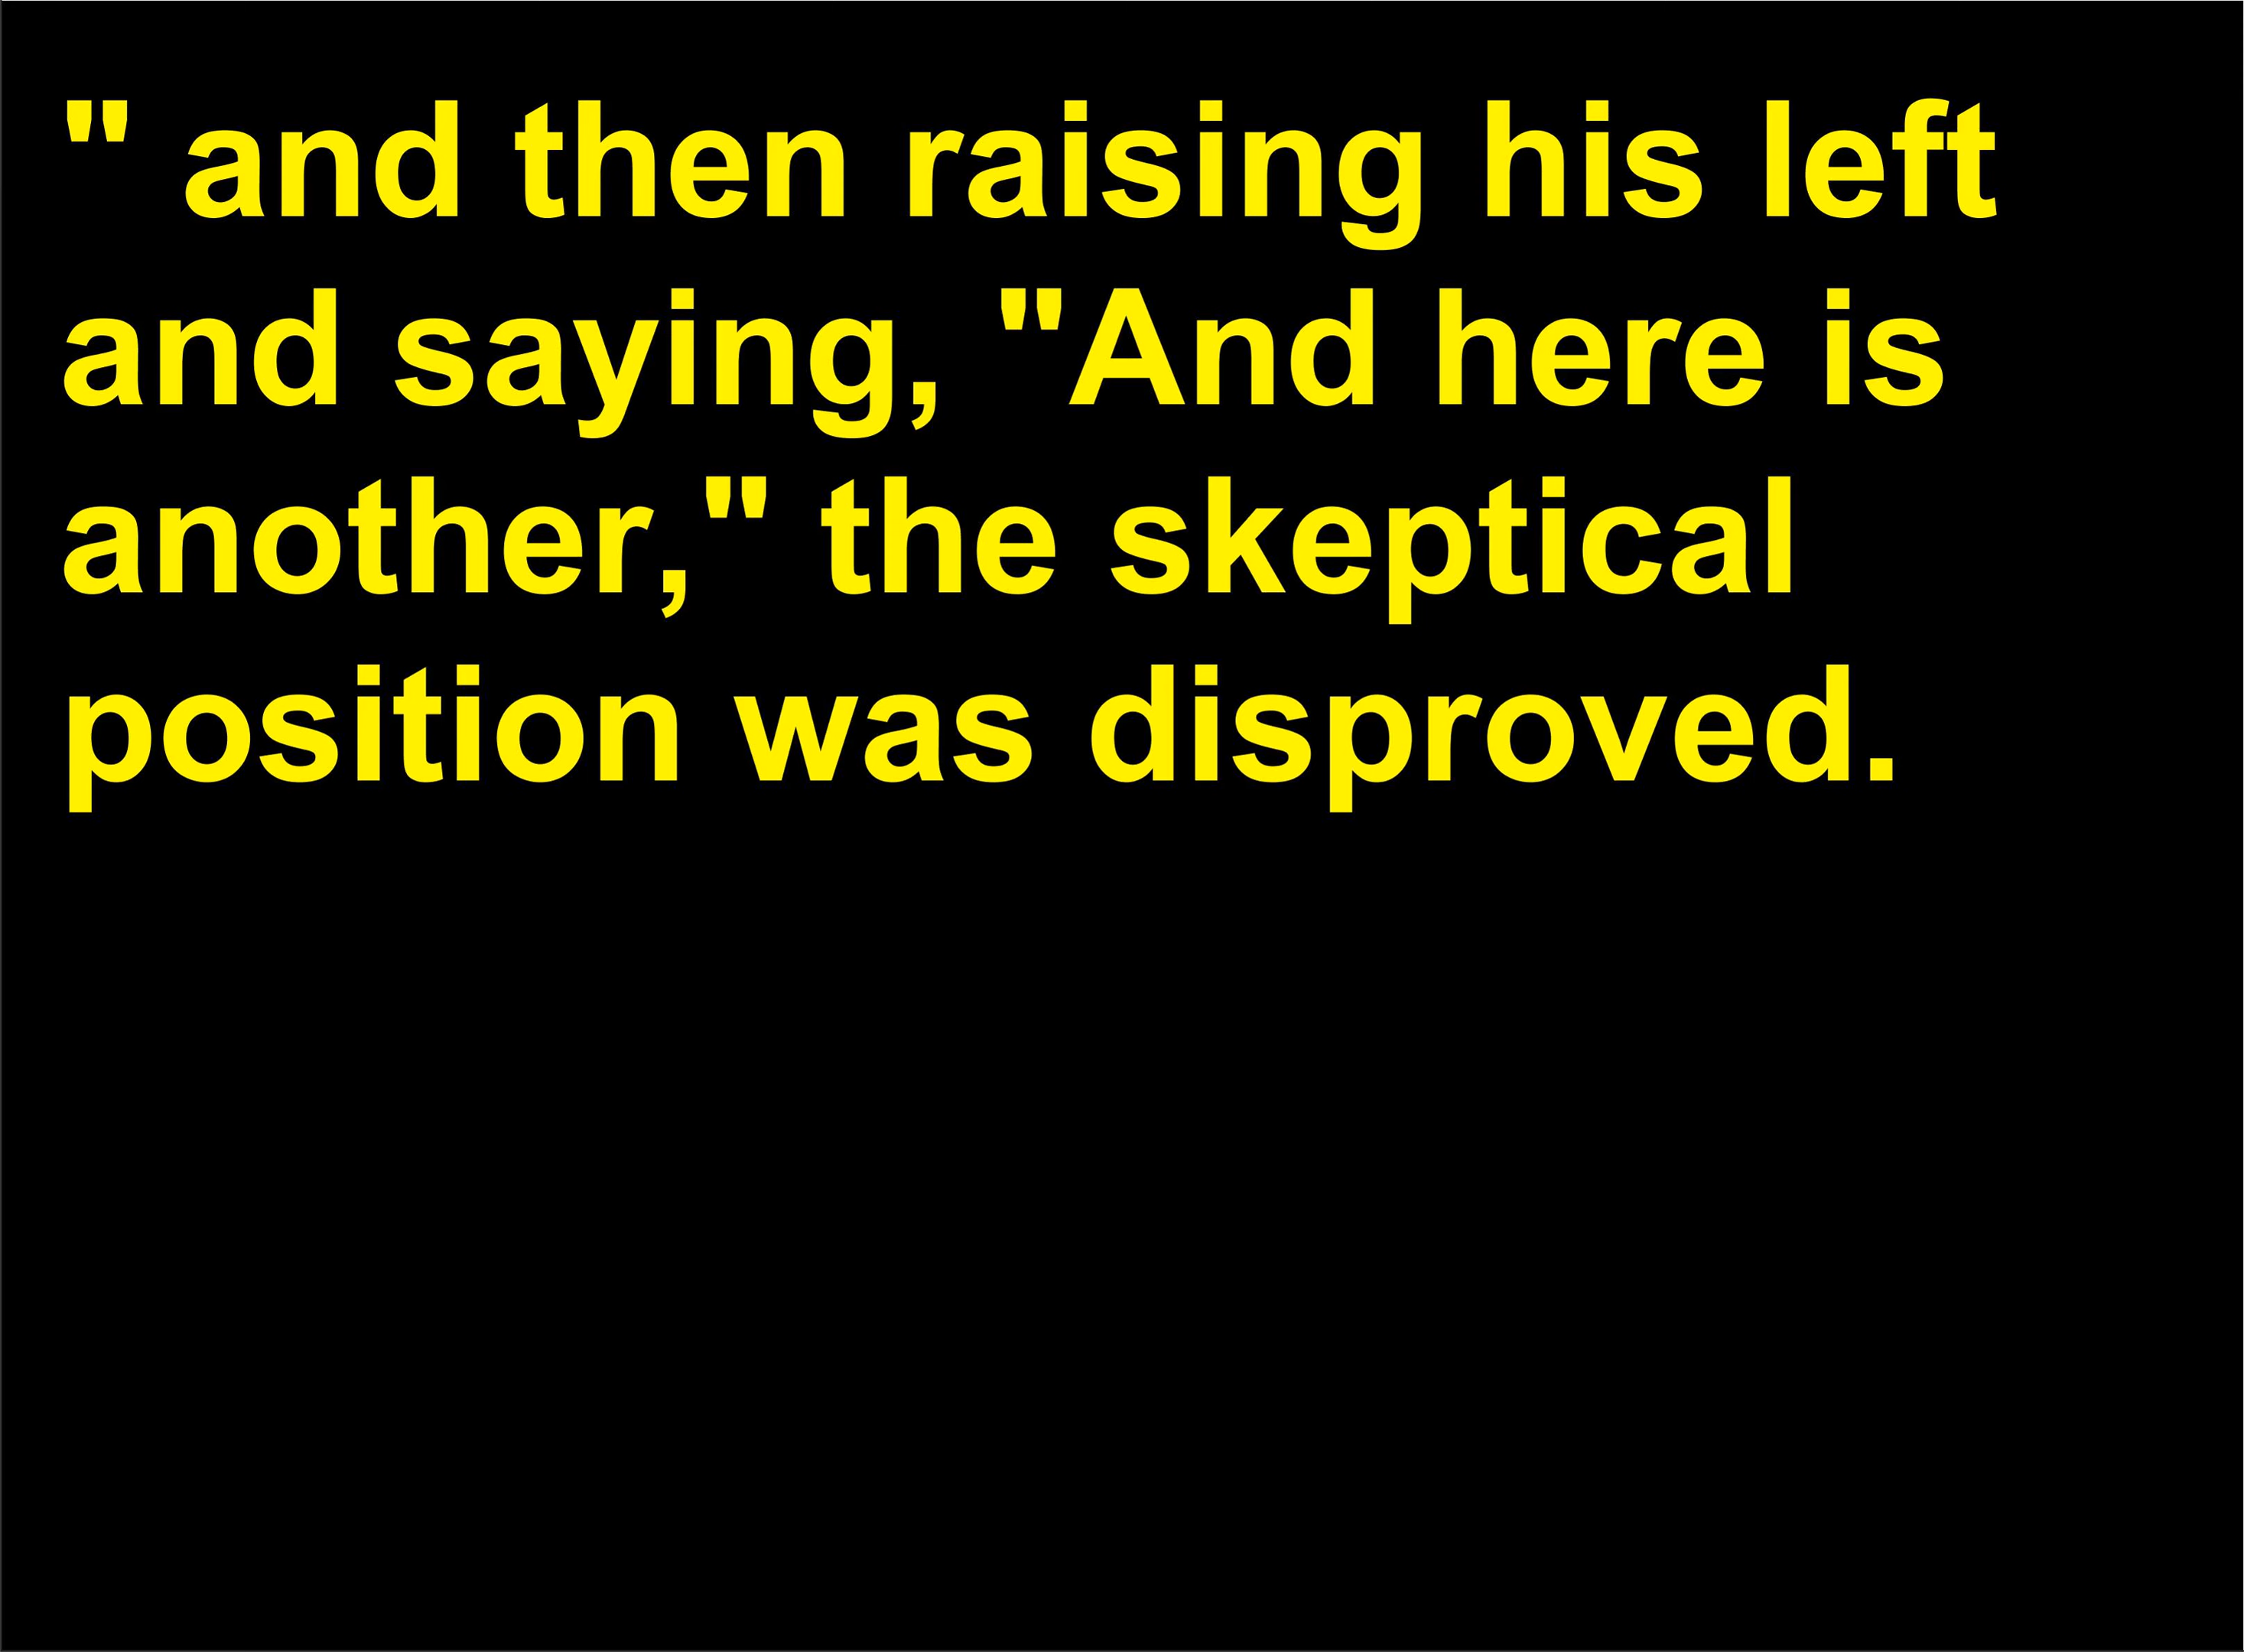 " and then raising his left
and saying, "And here is
another," the skeptical
position was disproved.